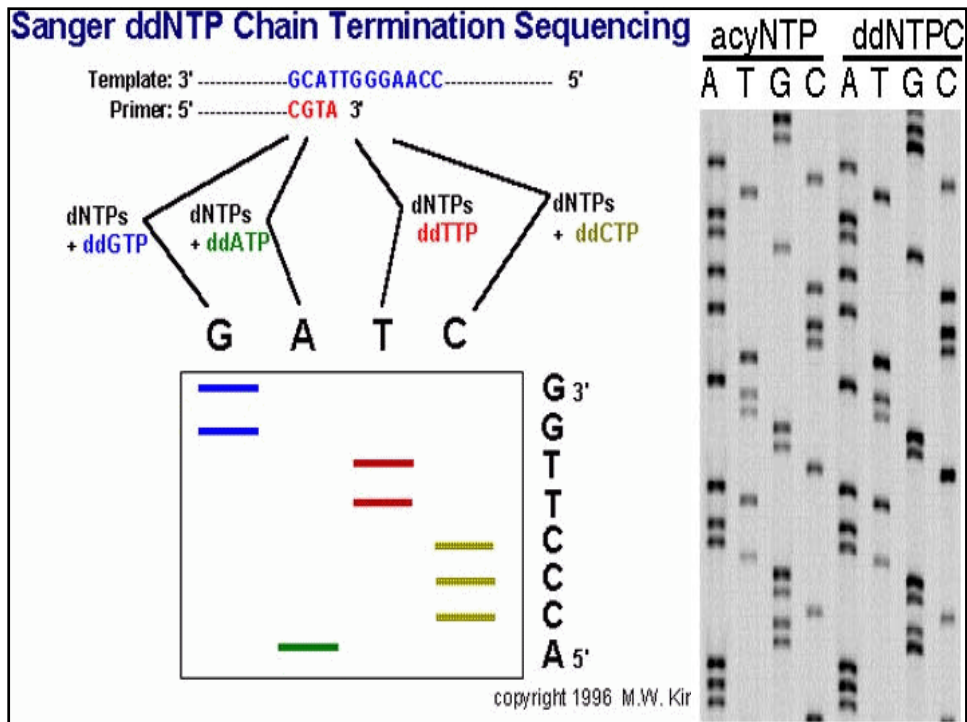 Sanger ddNTP Chain Termination Sequencing
Template: 3' ---------------GCATTGGGAACC------------------ 5'
Primer: 5' ---------------CGTA 3'
dNTPs
+ ddGTP
dNTPs
+ ddATP
dNTPs
ddTTP
dNTPs
+ ddCTP
G A T C
G 3'
G
T
T
C
C
C
A 5'
copyright 1996 M.W. Kir
acyNTP ddNTPC
A T G C A T G C